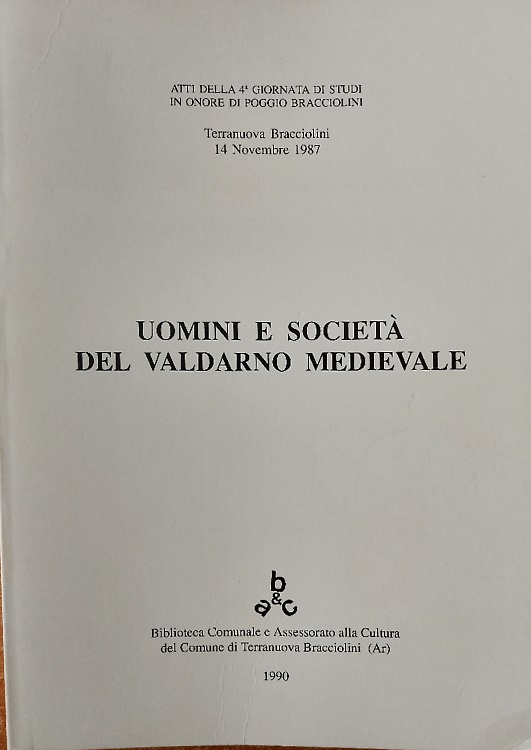 ATTI DELLA 4ª GIORNATA DI STUDI
IN ONORE DI POGGIO BRACCIOLINI
Terranuova Bracciolini
14 Novembre 1987
UOMINI E SOCIETÀ
DEL VALDARNO MEDIEVALE
b
a & c
Biblioteca Comunale e Assessorato alla Cultura
del Comune di Terranuova Bracciolini (Ar)
1990